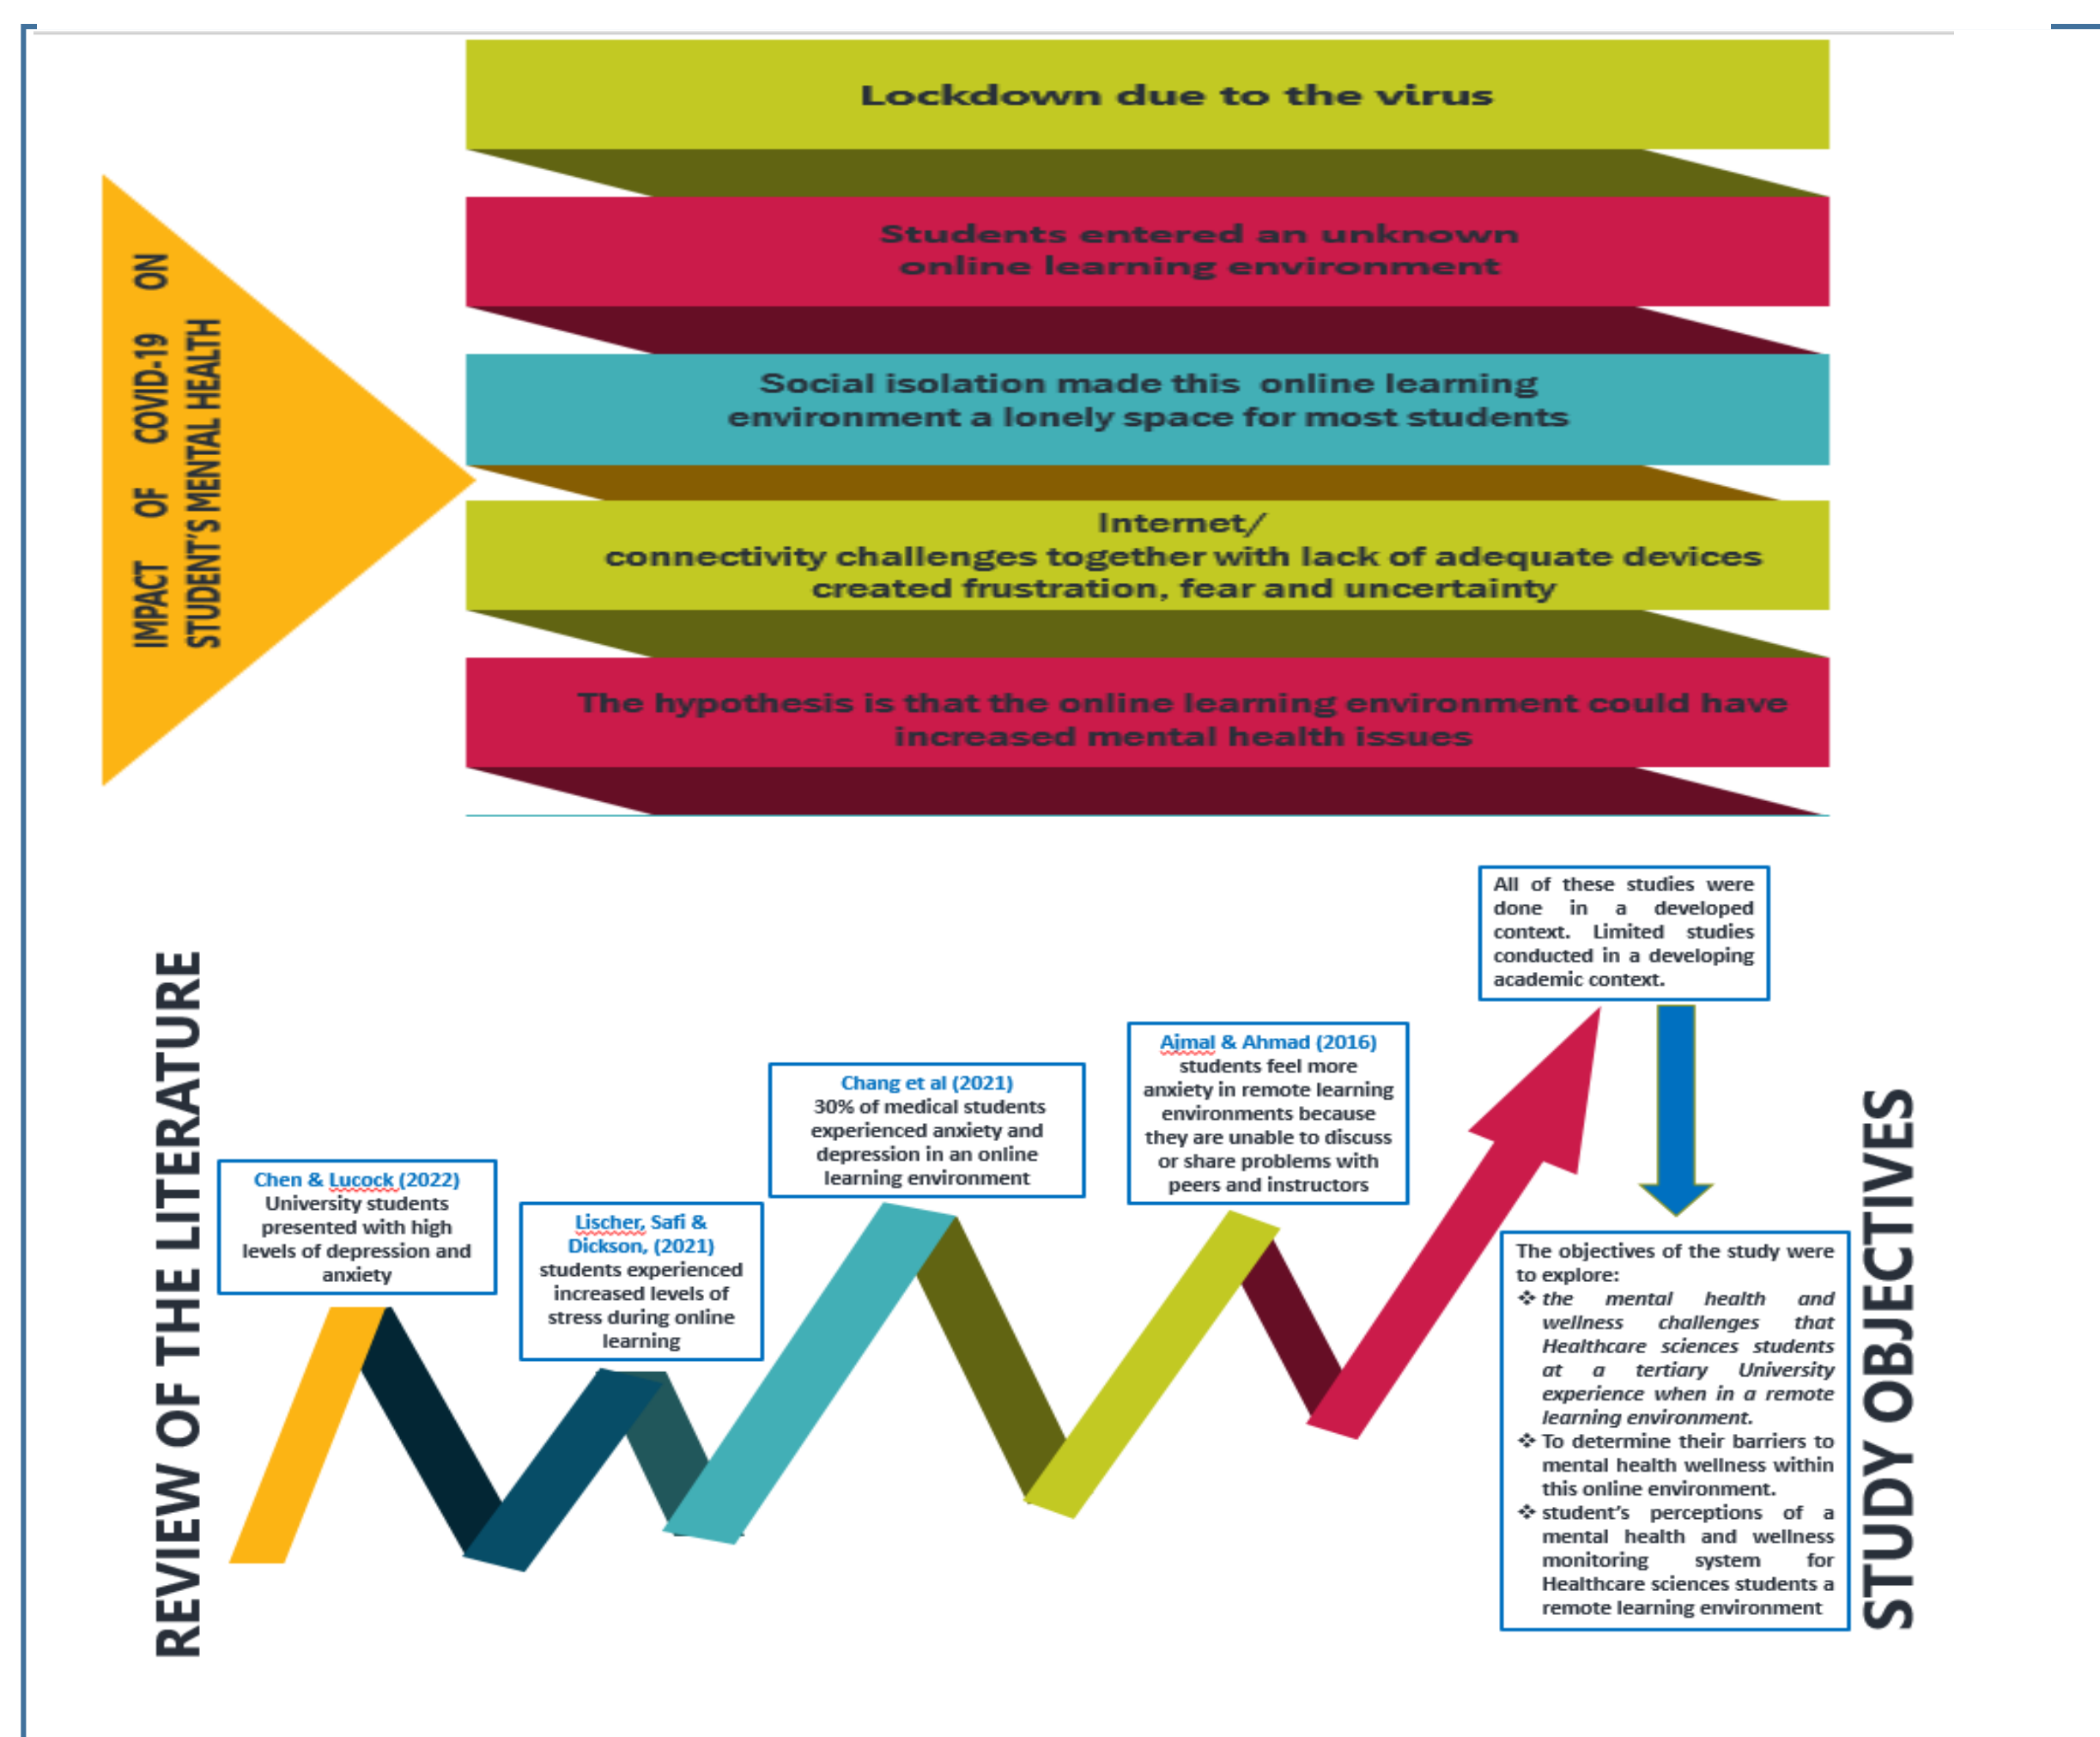 IMPACT OF COVID-19 ON
STUDENT'S MENTAL HEALTH
Lockdown due to the virus
Students entered an unknown
online learning environment
Social isolation made this online learning
environment a lonely space for most students
Internet/
connectivity challenges together with lack of adequate devices
created frustration, fear and uncertainty
The hypothesis is that the online learning environment could have
increased mental health issues
REVIEW OF THE LITERATURE
Chen & Lucock (2022)
University students
presented with high
levels of depression and
anxiety
Lischer, Safi &
Dickson, (2021)
students experienced
increased levels of
stress during online
learning
Chang et al (2021)
30% of medical students
experienced anxiety and
depression in an online
learning environment
Ajmal & Ahmad (2016)
students feel more
anxiety in remote learning
environments because
they are unable to discuss
or share problems with
peers and instructors
All of these studies were
done in a developed
context. Limited studies
conducted in a developing
academic context.
STUDY OBJECTIVES
The objectives of the study were
to explore:
❖ the mental health and
wellness challenges that
Healthcare sciences students
at a tertiary University
experience when in a remote
learning environment.
❖ To determine their barriers to
mental health wellness within
this online environment.
❖ student's perceptions of a
mental health and wellness
monitoring system for
Healthcare sciences students a
remote learning environment